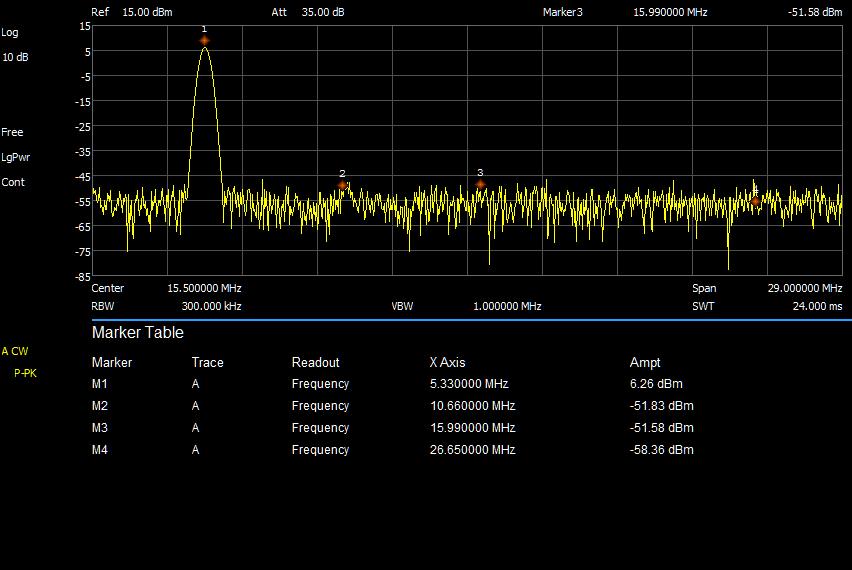 Ref 15.00 dBm Att 35.00 dB Marker3 15.990000 MHz -51.58 dBm
Log
10 dB
Free
LgPwr
Cont
15
5
-5
-15
-25
-35
-45
-55
-65
-75
-85
1
2
3
4
Center 15.500000 MHz Span 29.000000 MHz
RBW 300.000 kHz VBW 1.000000 MHz SWT 24.000 ms
A CW
P-PK
Marker Table
Marker Trace Readout X Axis Ampt
M1 A Frequency 5.330000 MHz 6.26 dBm
M2 A Frequency 10.660000 MHz -51.83 dBm
M3 A Frequency 15.990000 MHz -51.58 dBm
M4 A Frequency 26.650000 MHz -58.36 dBm